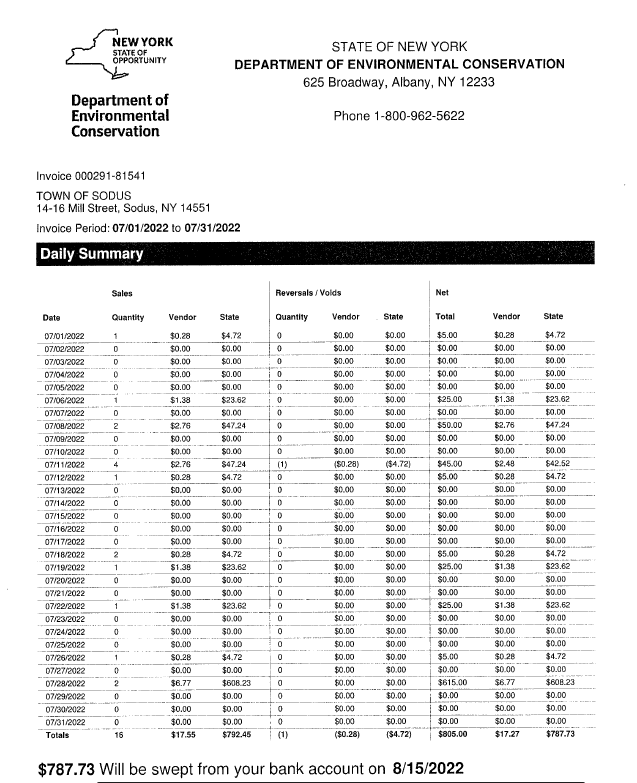 NEW YORK
STATE OF
OPPORTUNITY
Department of
Environmental
Conservation
STATE OF NEW YORK
DEPARTMENT OF ENVIRONMENTAL CONSERVATION
625 Broadway, Albany, NY 12233
Phone 1-800-962-5622
Invoice 000291-81541
TOWN OF SODUS
14-16 Mill Street, Sodus, NY 14551
Invoice Period: 07/01/2022 to 07/31/2022
Daily Summary
Sales Reversals / Voids Net
Date Quantity Vendor State Quantity Vendor State Total Vendor State
07/01/2022 1 $0.28 $4.72 0 $0.00 $0.00 $5.00 $0.28 $4.72
07/02/2022 0 $0.00 $0.00 0 $0.00 $0.00 $0.00 $0.00 $0.00
07/03/2022 0 $0.00 $0.00 0 $0.00 $0.00 $0.00 $0.00 $0.00
07/04/2022 0 $0.00 $0.00 0 $0.00 $0.00 $0.00 $0.00 $0.00
07/05/2022 0 $0.00 $0.00 0 $0.00 $0.00 $0.00 $0.00 $0.00
07/06/2022 1 $1.38 $23.62 0 $0.00 $0.00 $25.00 $1.38 $23.62
07/07/2022 0 $0.00 $0.00 0 $0.00 $0.00 $0.00 $0.00 $0.00
07/08/2022 2 $2.76 $47.24 0 $0.00 $0.00 $50.00 $2.76 $47.24
07/09/2022 0 $0.00 $0.00 0 $0.00 $0.00 $0.00 $0.00 $0.00
07/10/2022 0 $0.00 $0.00 0 $0.00 $0.00 $0.00 $0.00 $0.00
07/11/2022 4 $2.76 $47.24 (1) ($0.28) ($4.72) $45.00 $2.48 $42.52
07/12/2022 1 $0.28 $4.72 0 $0.00 $0.00 $5.00 $0.28 $4.72
07/13/2022 0 $0.00 $0.00 0 $0.00 $0.00 $0.00 $0.00 $0.00
07/14/2022 0 $0.00 $0.00 0 $0.00 $0.00 $0.00 $0.00 $0.00
07/15/2022 0 $0.00 $0.00 0 $0.00 $0.00 $0.00 $0.00 $0.00
07/16/2022 0 $0.00 $0.00 0 $0.00 $0.00 $0.00 $0.00 $0.00
07/17/2022 0 $0.00 $0.00 0 $0.00 $0.00 $0.00 $0.00 $0.00
07/18/2022 2 $0.28 $4.72 0 $0.00 $0.00 $5.00 $0.28 $4.72
07/19/2022 1 $1.38 $23.62 0 $0.00 $0.00 $25.00 $1.38 $23.62
07/20/2022 0 $0.00 $0.00 0 $0.00 $0.00 $0.00 $0.00 $0.00
07/21/2022 0 $0.00 $0.00 0 $0.00 $0.00 $0.00 $0.00 $0.00
07/22/2022 1 $1.38 $23.62 0 $0.00 $0.00 $25.00 $1.38 $23.62
07/23/2022 0 $0.00 $0.00 0 $0.00 $0.00 $0.00 $0.00 $0.00
07/24/2022 0 $0.00 $0.00 0 $0.00 $0.00 $0.00 $0.00 $0.00
07/25/2022 0 $0.00 $0.00 0 $0.00 $0.00 $0.00 $0.00 $0.00
07/26/2022 1 $0.28 $4.72 0 $0.00 $0.00 $5.00 $0.28 $4.72
07/27/2022 0 $0.00 $0.00 0 $0.00 $0.00 $0.00 $0.00 $0.00
07/28/2022 2 $6.77 $608.23 0 $0.00 $0.00 $615.00 $6.77 $608.23
07/29/2022 0 $0.00 $0.00 0 $0.00 $0.00 $0.00 $0.00 $0.00
07/30/2022 0 $0.00 $0.00 0 $0.00 $0.00 $0.00 $0.00 $0.00
07/31/2022 0 $0.00 $0.00 0 $0.00 $0.00 $0.00 $0.00 $0.00
Totals 16 $17.55 $792.45 (1) ($0.28) ($4.72) $805.00 $17.27 $787.73
$787.73 Will be swept from your bank account on 8/15/2022